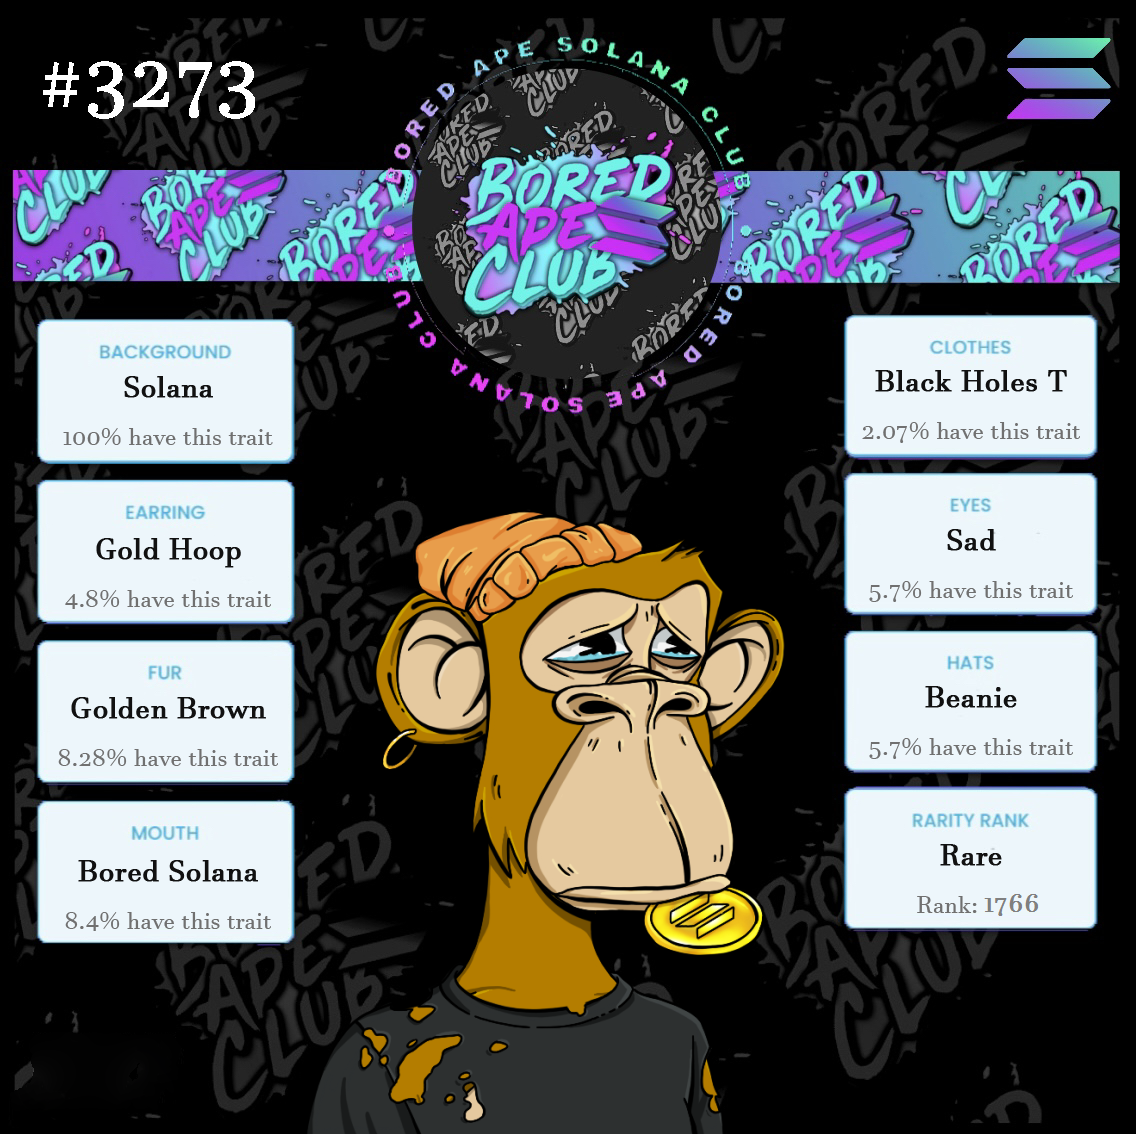 #3273
BORED APE SOLANA CLUB
BORED
APE
CLUB
BORED APE SOLANA CLUB
BACKGROUND
Solana
100% have this trait
EARRING
Gold Hoop
4.8% have this trait
FUR
Golden Brown
8.28% have this trait
MOUTH
Bored Solana
8.4% have this trait
CLOTHES
Black Holes T
2.07% have this trait
EYES
Sad
5.7% have this trait
HATS
Beanie
5.7% have this trait
RARITY RANK
Rare
Rank: 1766